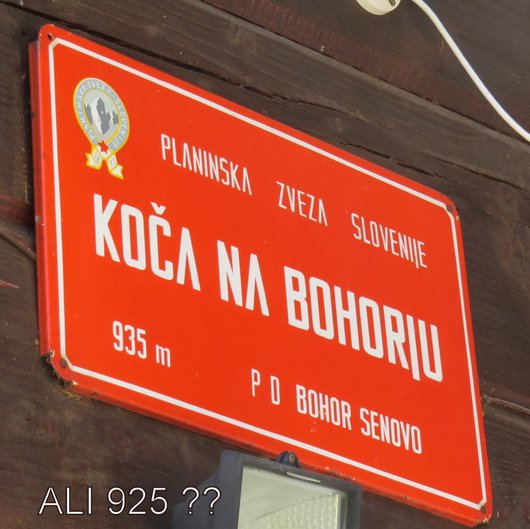 PLANINSKA ZVEZA SLOVENIJE
KOČA NA BOHORJU
935 m
P D BOHOR SENOVO
ALI 925 ??